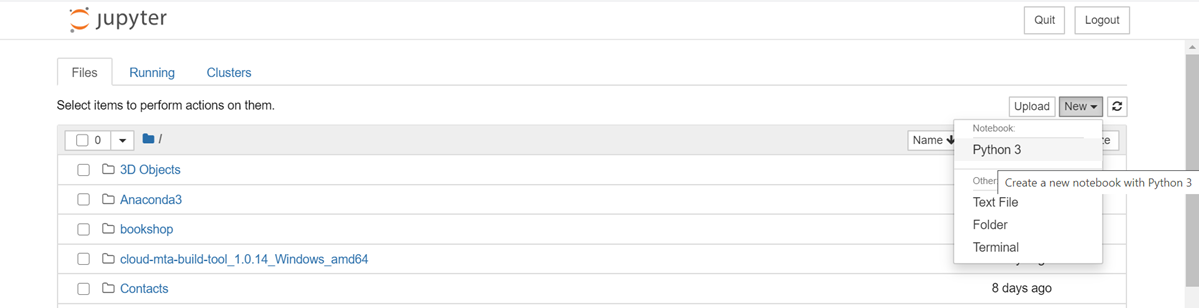 jupyter
Quit
Logout
Files
Running
Clusters
Select items to perform actions on them.
Upload
New
0
/
Name
Notebook:
Python 3
Create a new notebook with Python 3
Other
Text File
Folder
Terminal
3D Objects
Anaconda3
bookshop
cloud-mta-build-tool_1.0.14_Windows_amd64
Contacts
8 days ago